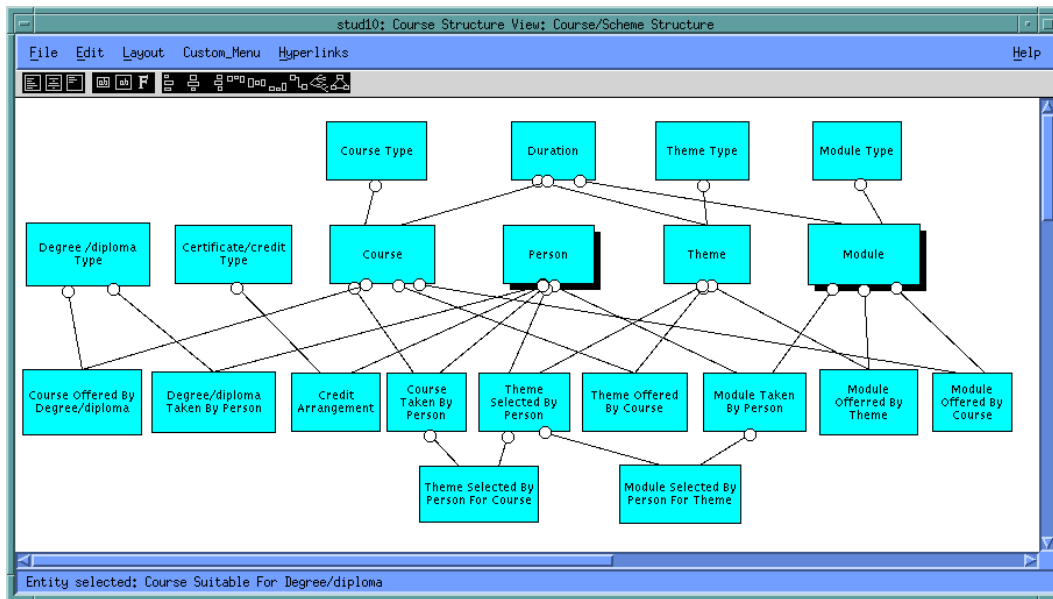 stud10: Course Structure View: Course/Scheme Structure
File Edit Layout Custom_Menu Hyperlinks Help
ab ab F
Course Type
Duration
Theme Type
Module Type
Degree /diploma
Type
Certificate/credit
Type
Course
Person
Theme
Module
Course Offered By
Degree/diploma
Degree/diploma
Taken By Person
Credit
Arrangement
Course
Taken By
Person
Theme
Selected By
Person
Theme Offered
By Course
Module Taken
By Person
Module
Offerred By
Theme
Module
Offered By
Course
Theme Selected By
Person For Course
Module Selected By
Person For Theme
Entity selected: Course Suitable For Degree/diploma